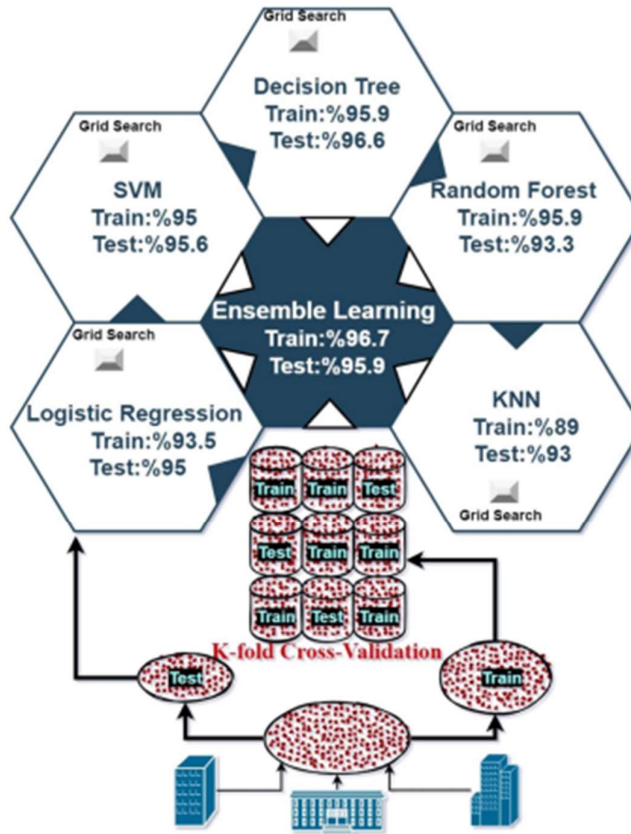 Grid Search
Decision Tree
Train:%95.9
Test:%96.6
Grid Search
SVM
Train:%95
Test:%95.6
Grid Search
Random Forest
Train:%95.9
Test:%93.3
Ensemble Learning
Train:%96.7
Test:%95.9
Grid Search
Logistic Regression
Train:%93.5
Test:%95
KNN
Train:%89
Test:%93
Grid Search
Train Train Test
Test Train Train
Train Test Train
K-fold Cross-Validation
Test
Train